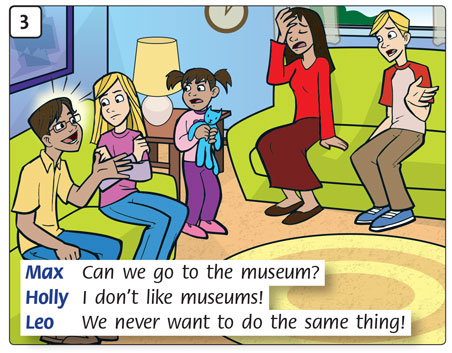 3
Max Can we go to the museum?
Holly I don't like museums!
Leo We never want to do the same thing!